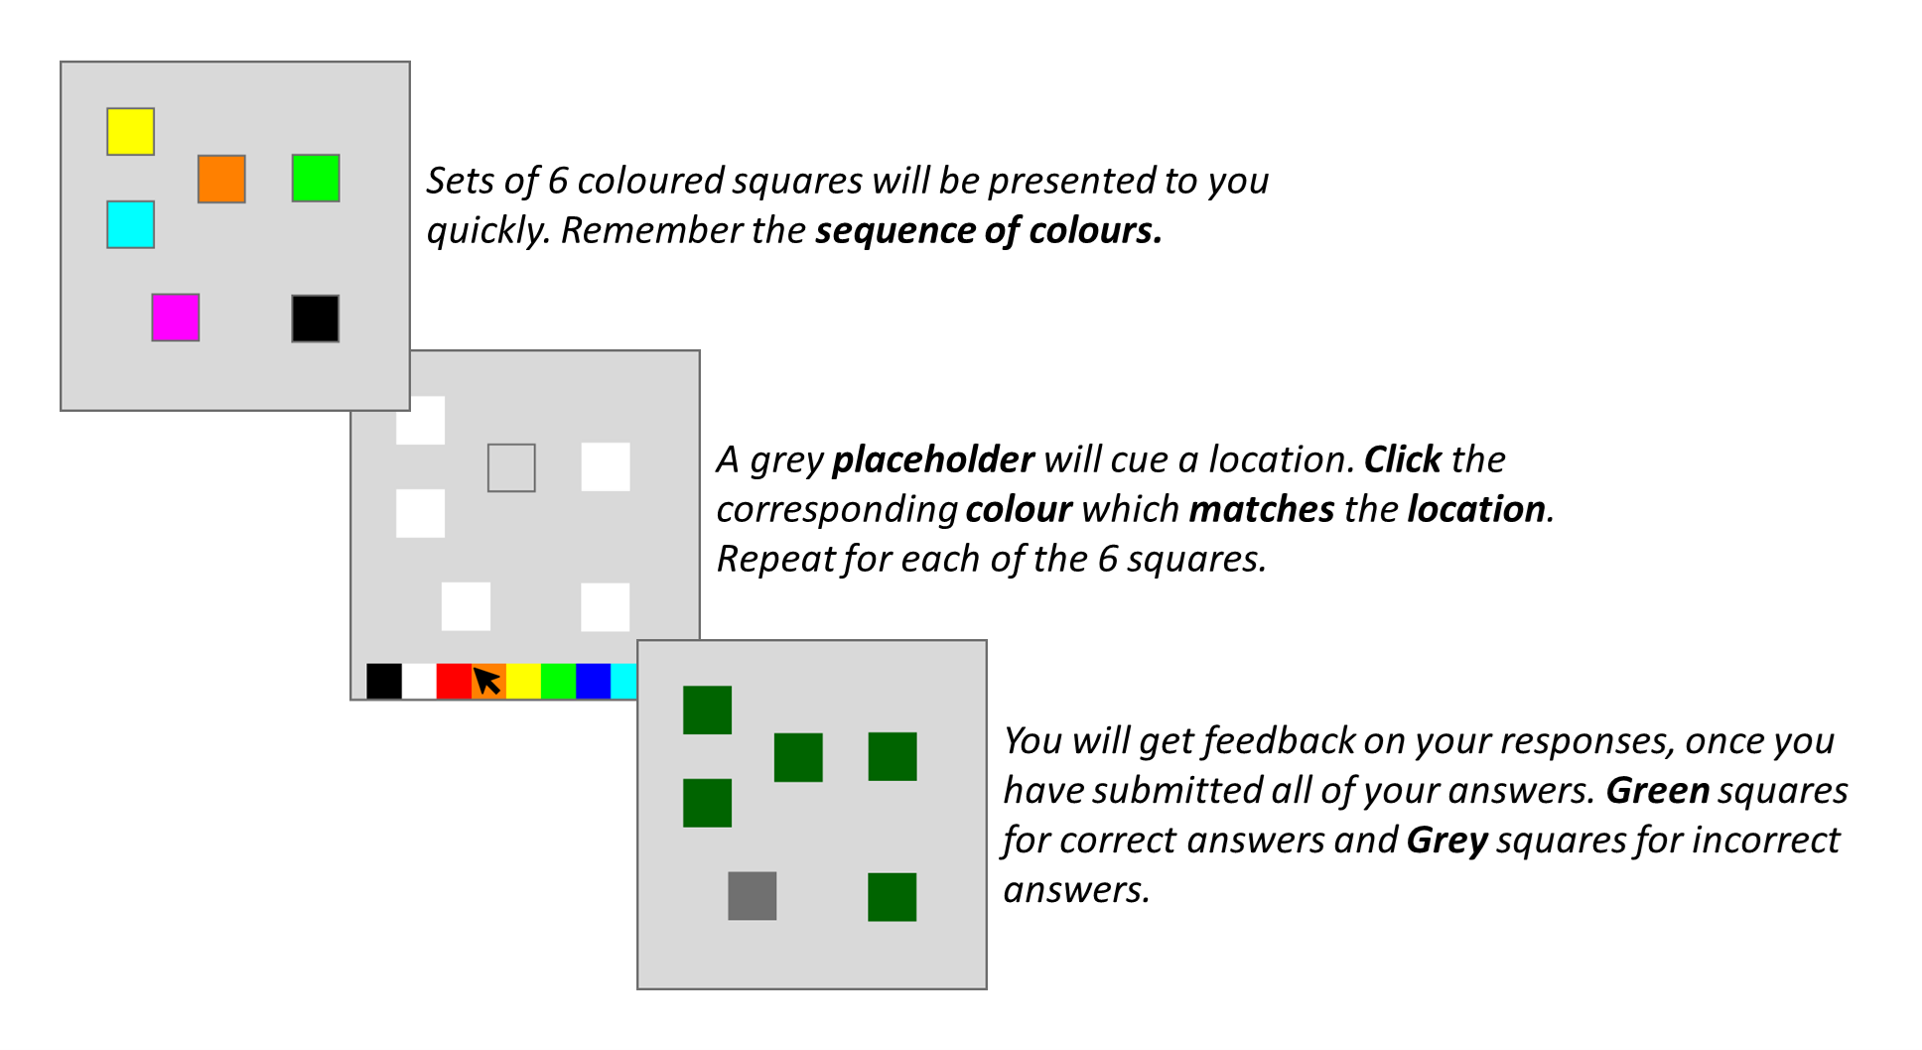 Sets of 6 coloured squares will be presented to you
quickly. Remember the sequence of colours.
A grey placeholder will cue a location. Click the
corresponding colour which matches the location.
Repeat for each of the 6 squares.
You will get feedback on your responses, once you
have submitted all of your answers. Green squares
for correct answers and Grey squares for incorrect
answers.